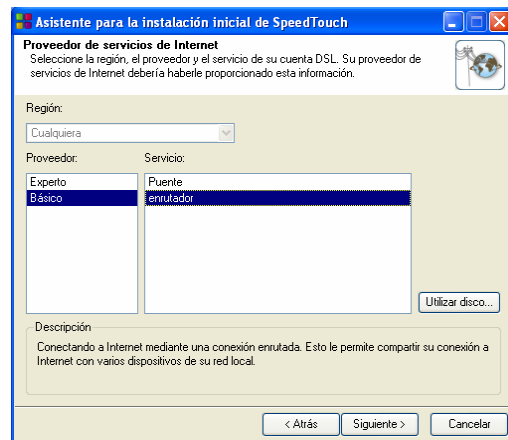 Asistente para la instalación inicial de SpeedTouch
Proveedor de servicios de Internet
Seleccione la región, el proveedor y el servicio de su cuenta DSL. Su proveedor de
servicios de Internet debería haberle proporcionado esta información.
Región:
Cualquiera
Proveedor: Servicio:
Experto Puente
Básico enrutador
Utilizar disco...
Descripción
Conectando a Internet mediante una conexión enrutada. Esto le permite compartir su conexión a
Internet con varios dispositivos de su red local.
< Atrás Siguiente > Cancelar